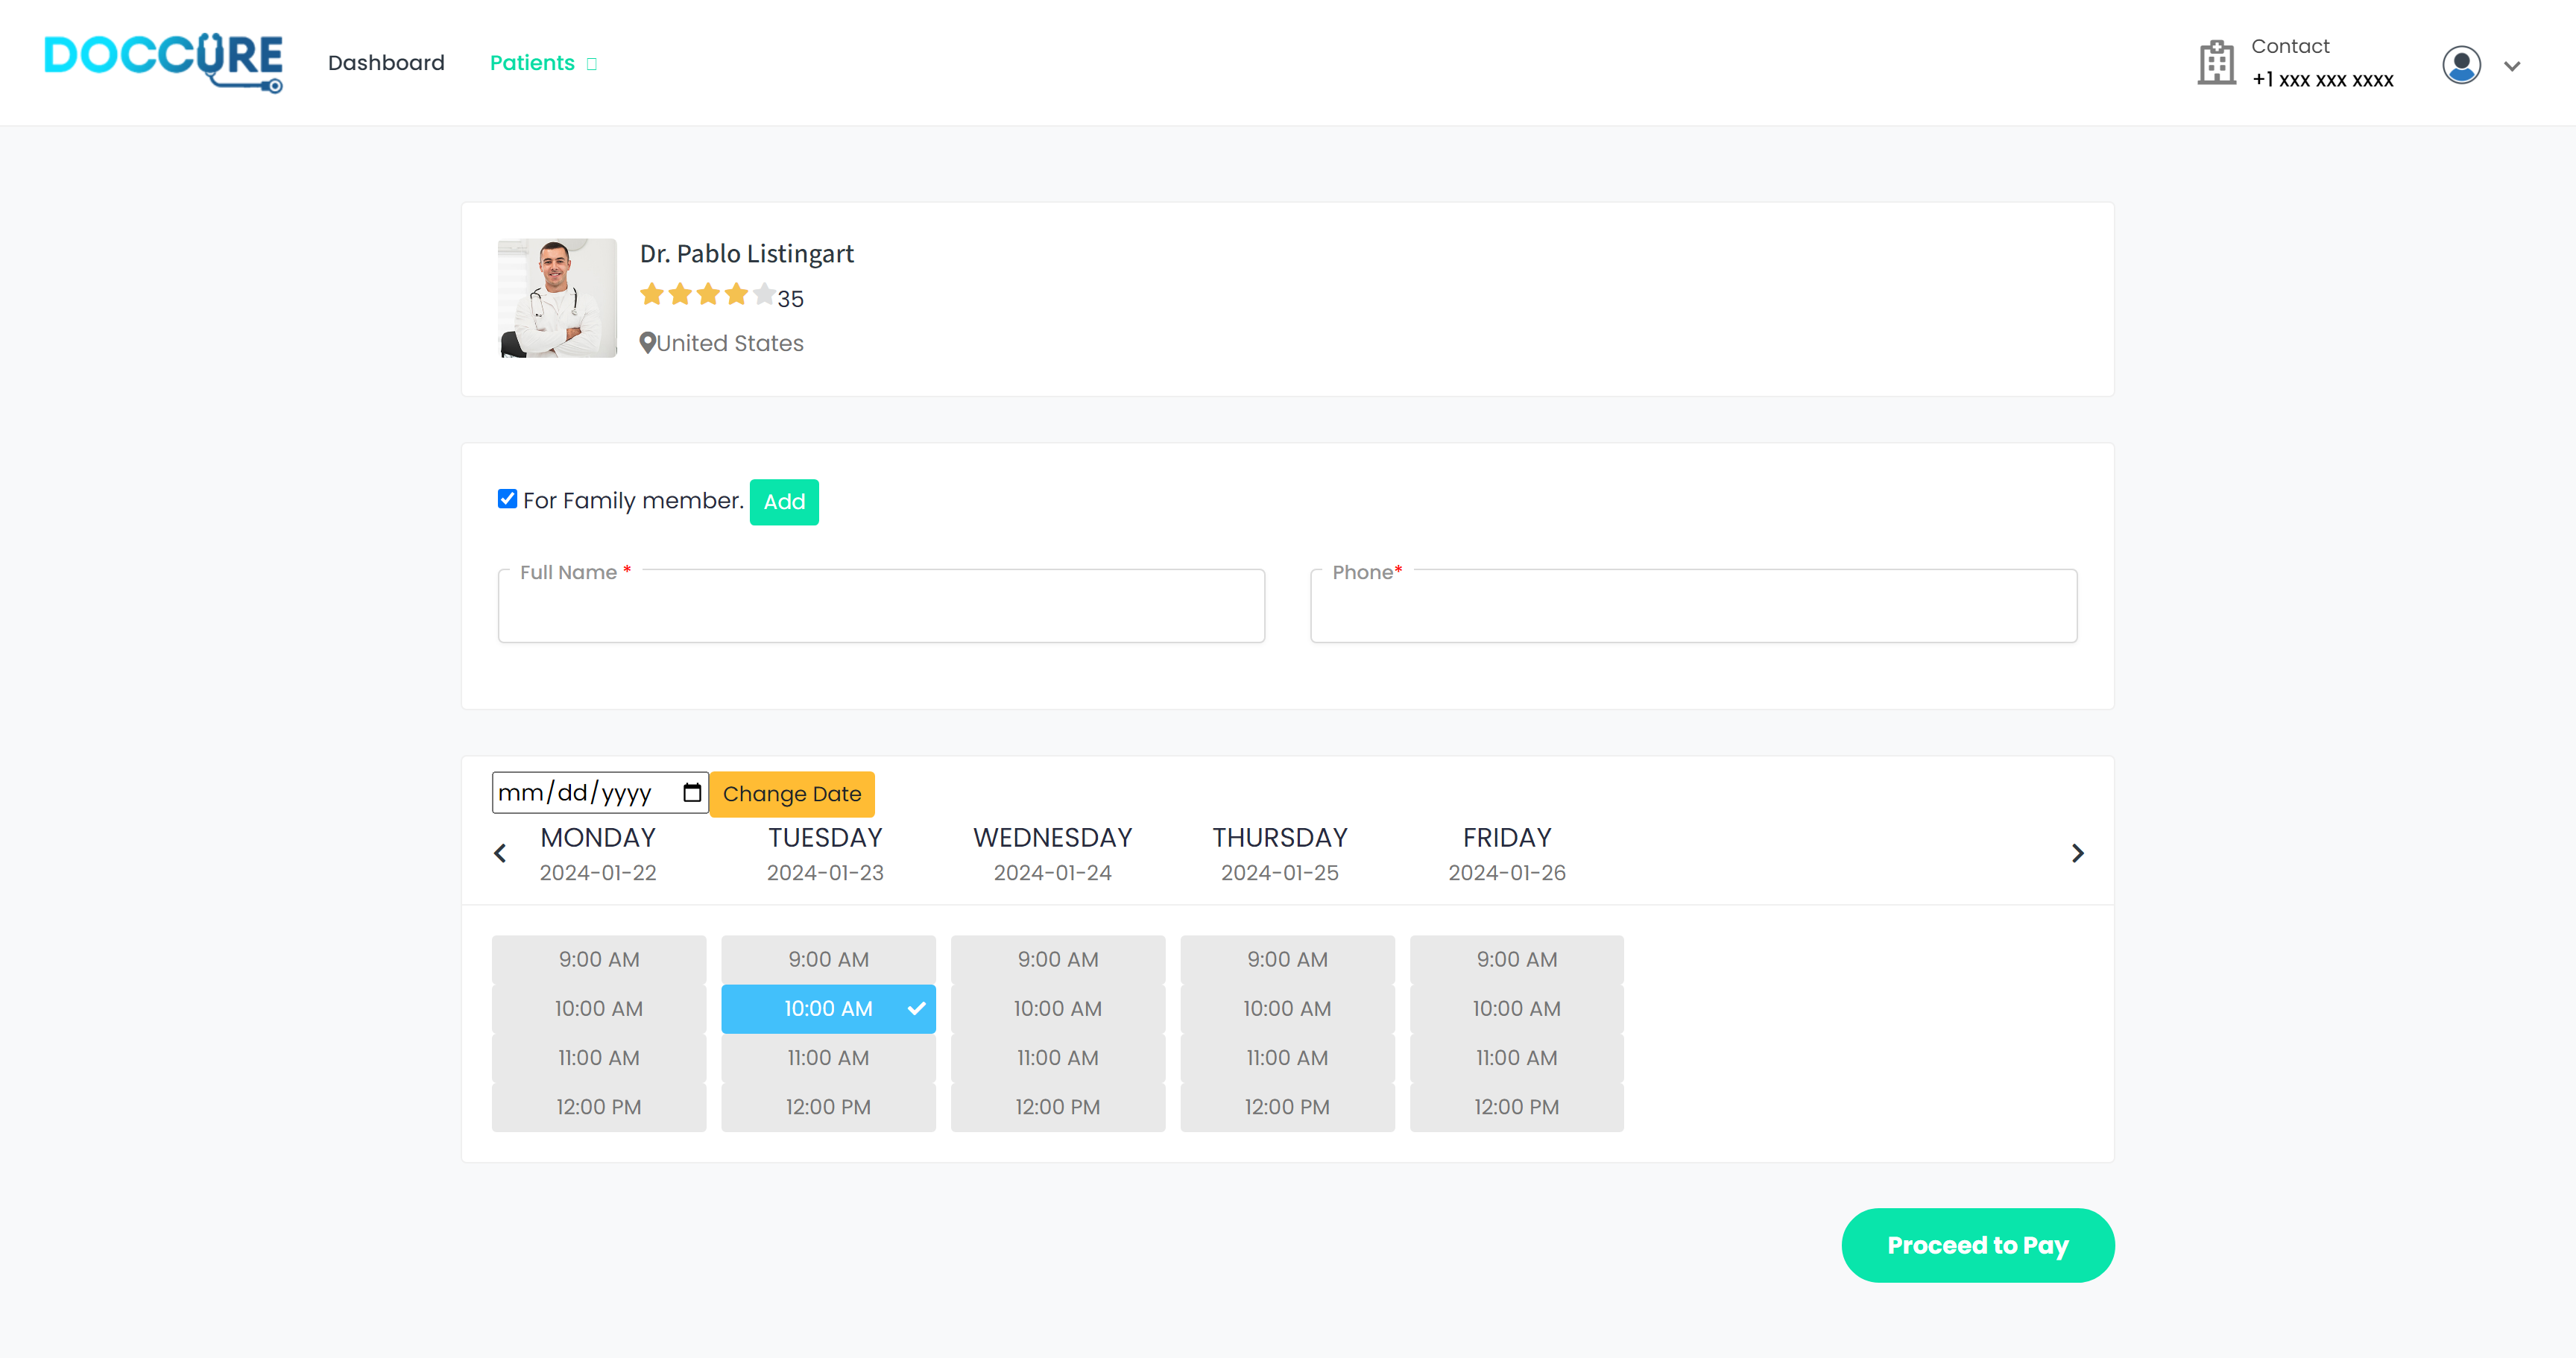 DOCCURE
Dashboard
Patients
Contact
+1 xxx xxx xxxx
Dr. Pablo Listingart
35
United States
For Family member. Add
Full Name *
Phone*
mm/dd/yyyy Change Date
MONDAY TUESDAY WEDNESDAY THURSDAY FRIDAY
2024-01-22 2024-01-23 2024-01-24 2024-01-25 2024-01-26
9:00 AM 9:00 AM 9:00 AM 9:00 AM 9:00 AM
10:00 AM 10:00 AM 10:00 AM 10:00 AM 10:00 AM
11:00 AM 11:00 AM 11:00 AM 11:00 AM 11:00 AM
12:00 PM 12:00 PM 12:00 PM 12:00 PM 12:00 PM
Proceed to Pay